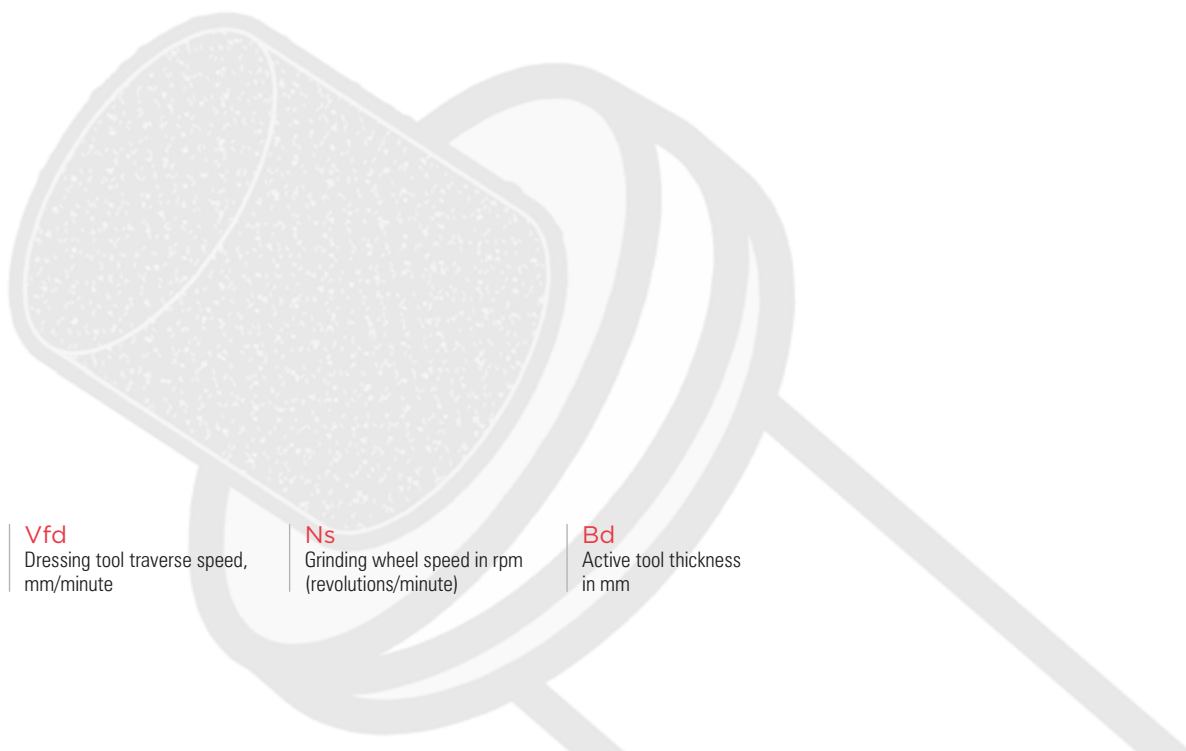 Vfd
Dressing tool traverse speed,
mm/minute
Ns
Grinding wheel speed in rpm
(revolutions/minute)
Bd
Active tool thickness
in mm